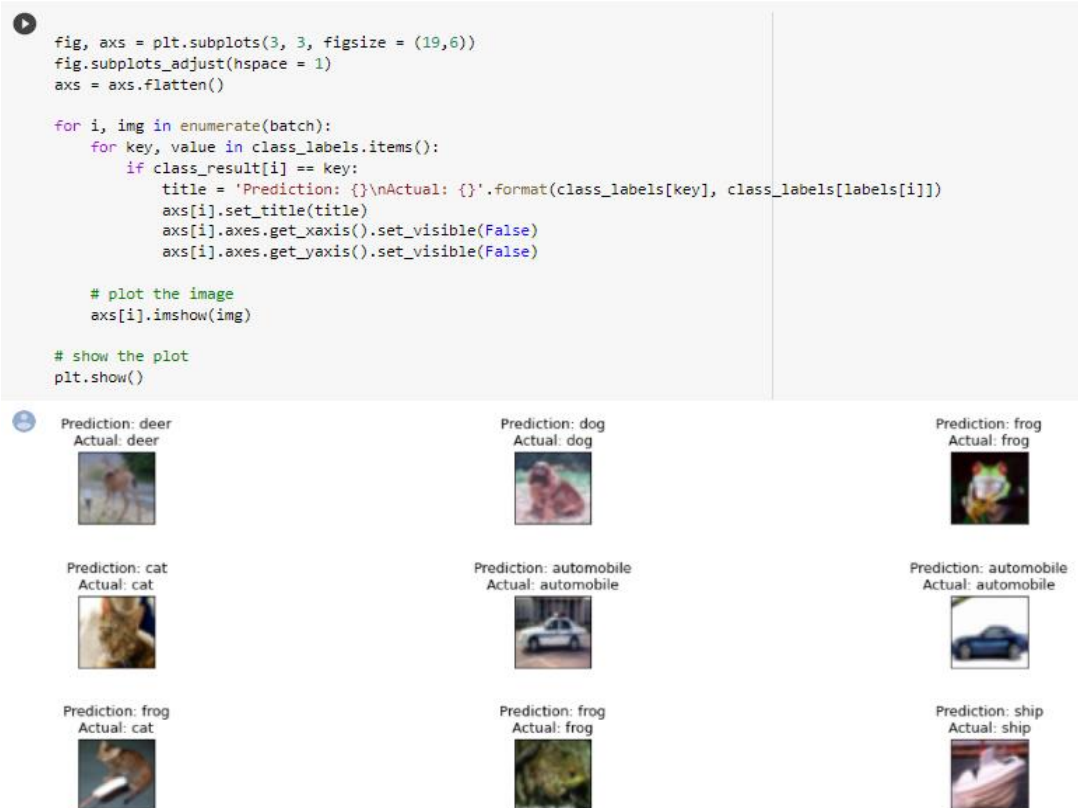 fig, axs = plt.subplots(3, 3, figsize = (19,6))
fig.subplots_adjust(hspace = 1)
axs = axs.flatten()
for i, img in enumerate(batch):
for key, value in class_labels.items():
if class_result[i] == key:
title = 'Prediction: {}\nActual: {}'.format(class_labels[key], class_labels[labels[i]])
axs[i].set_title(title)
axs[i].axes.get_xaxis().set_visible(False)
axs[i].axes.get_yaxis().set_visible(False)
# plot the image
axs[i].imshow(img)
# show the plot
plt.show()
Prediction: deer
Actual: deer
Prediction: dog
Actual: dog
Prediction: frog
Actual: frog
Prediction: cat
Actual: cat
Prediction: automobile
Actual: automobile
Prediction: automobile
Actual: automobile
Prediction: frog
Actual: cat
Prediction: frog
Actual: frog
Prediction: ship
Actual: ship